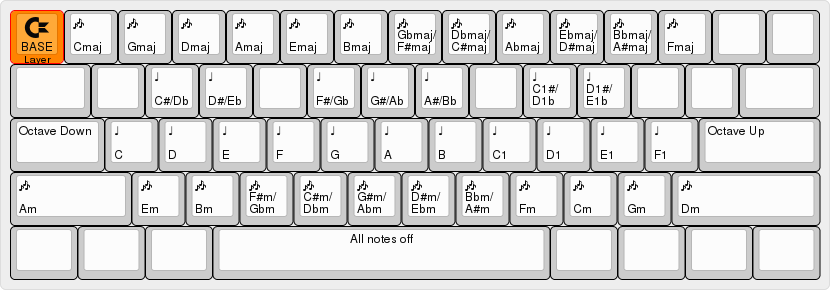 BASE
Layer
Cmaj
Gmaj
Dmaj
Amaj
Emaj
Bmaj
Gbmaj/
F#maj
Dbmaj/
C#maj
Abmaj
Ebmaj/
D#maj
Bbmaj/
A#maj
Fmaj
C#/Db
D#/Eb
F#/Gb
G#/Ab
A#/Bb
C1#/
D1b
D1#/
E1b
Octave Down
C
D
E
F
G
A
B
C1
D1
E1
F1
Octave Up
Am
Em
Bm
F#m/
Gbm
C#m/
Dbm
G#m/
Abm
D#m/
Ebm
Bbm/
A#m
Fm
Cm
Gm
Dm
All notes off